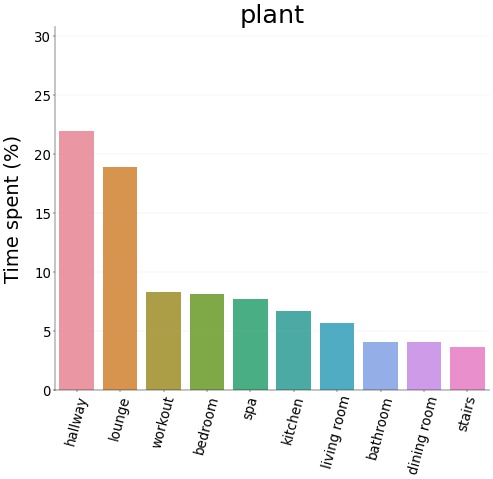 plant
Time spent (%)
30
25
20
15
10
5
0
hallway
lounge
workout
bedroom
spa
kitchen
living room
bathroom
dining room
stairs